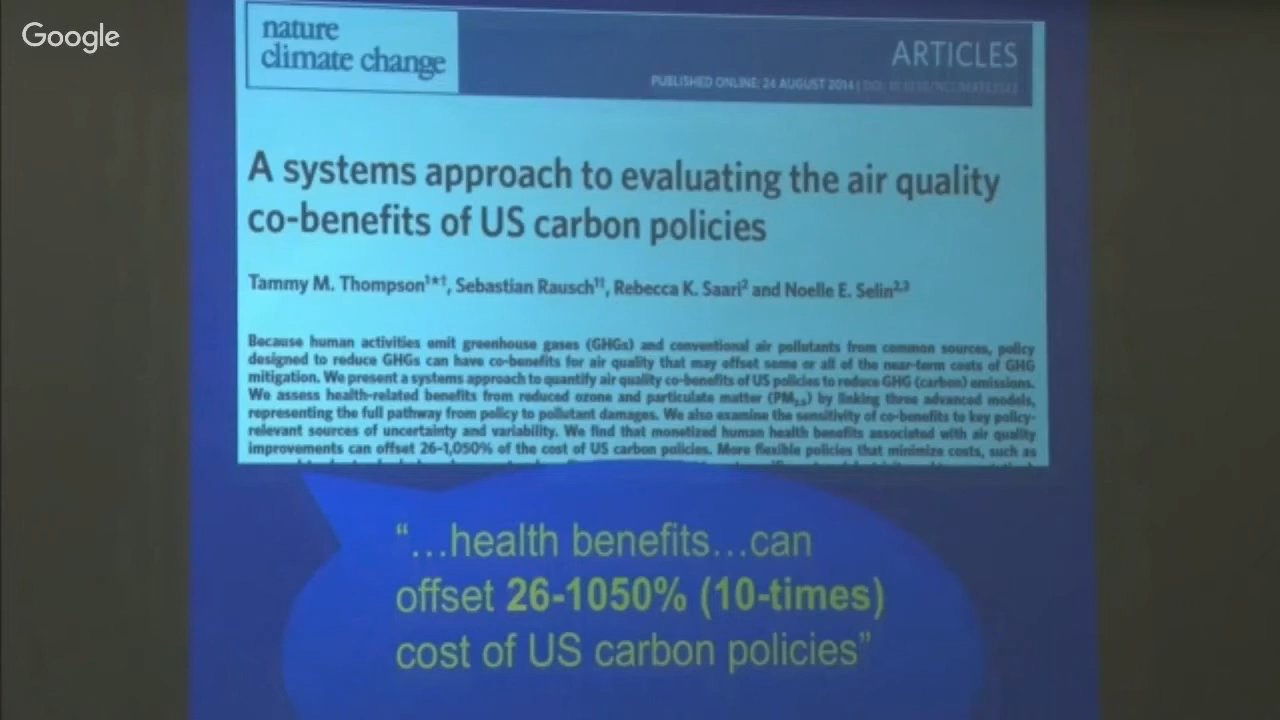 Google
nature
climate change
ARTICLES
PUBLISHED ONLINE: 24 AUGUST 2014 |
A systems approach to evaluating the air quality
co-benefits of US carbon policies
Tammy M. Thompson¹*†, Sebastian Rausch¹†, Rebecca K. Saari² and Noelle E. Selin²,³
Because human activities emit greenhouse gases (GHGs) and conventional air pollutants from common sources, policy
designed to reduce GHGs can have co-benefits for air quality that may offset some or all of the near-term costs of GHG
mitigation. We present a systems approach to quantify air quality co-benefits of US policies to reduce GHG (carbon) emissions.
We assess health-related benefits from reduced ozone and particulate matter (PM₂.₅) by linking three advanced models,
representing the full pathway from policy to pollutant damages. We also examine the sensitivity of co-benefits to key policy-
relevant sources of uncertainty and variability. We find that monetized human health benefits associated with air quality
improvements can offset 26–1,050% of the cost of US carbon policies. More flexible policies that minimize costs, such as
“...health benefits...can
offset 26-1050% (10-times)
cost of US carbon policies”